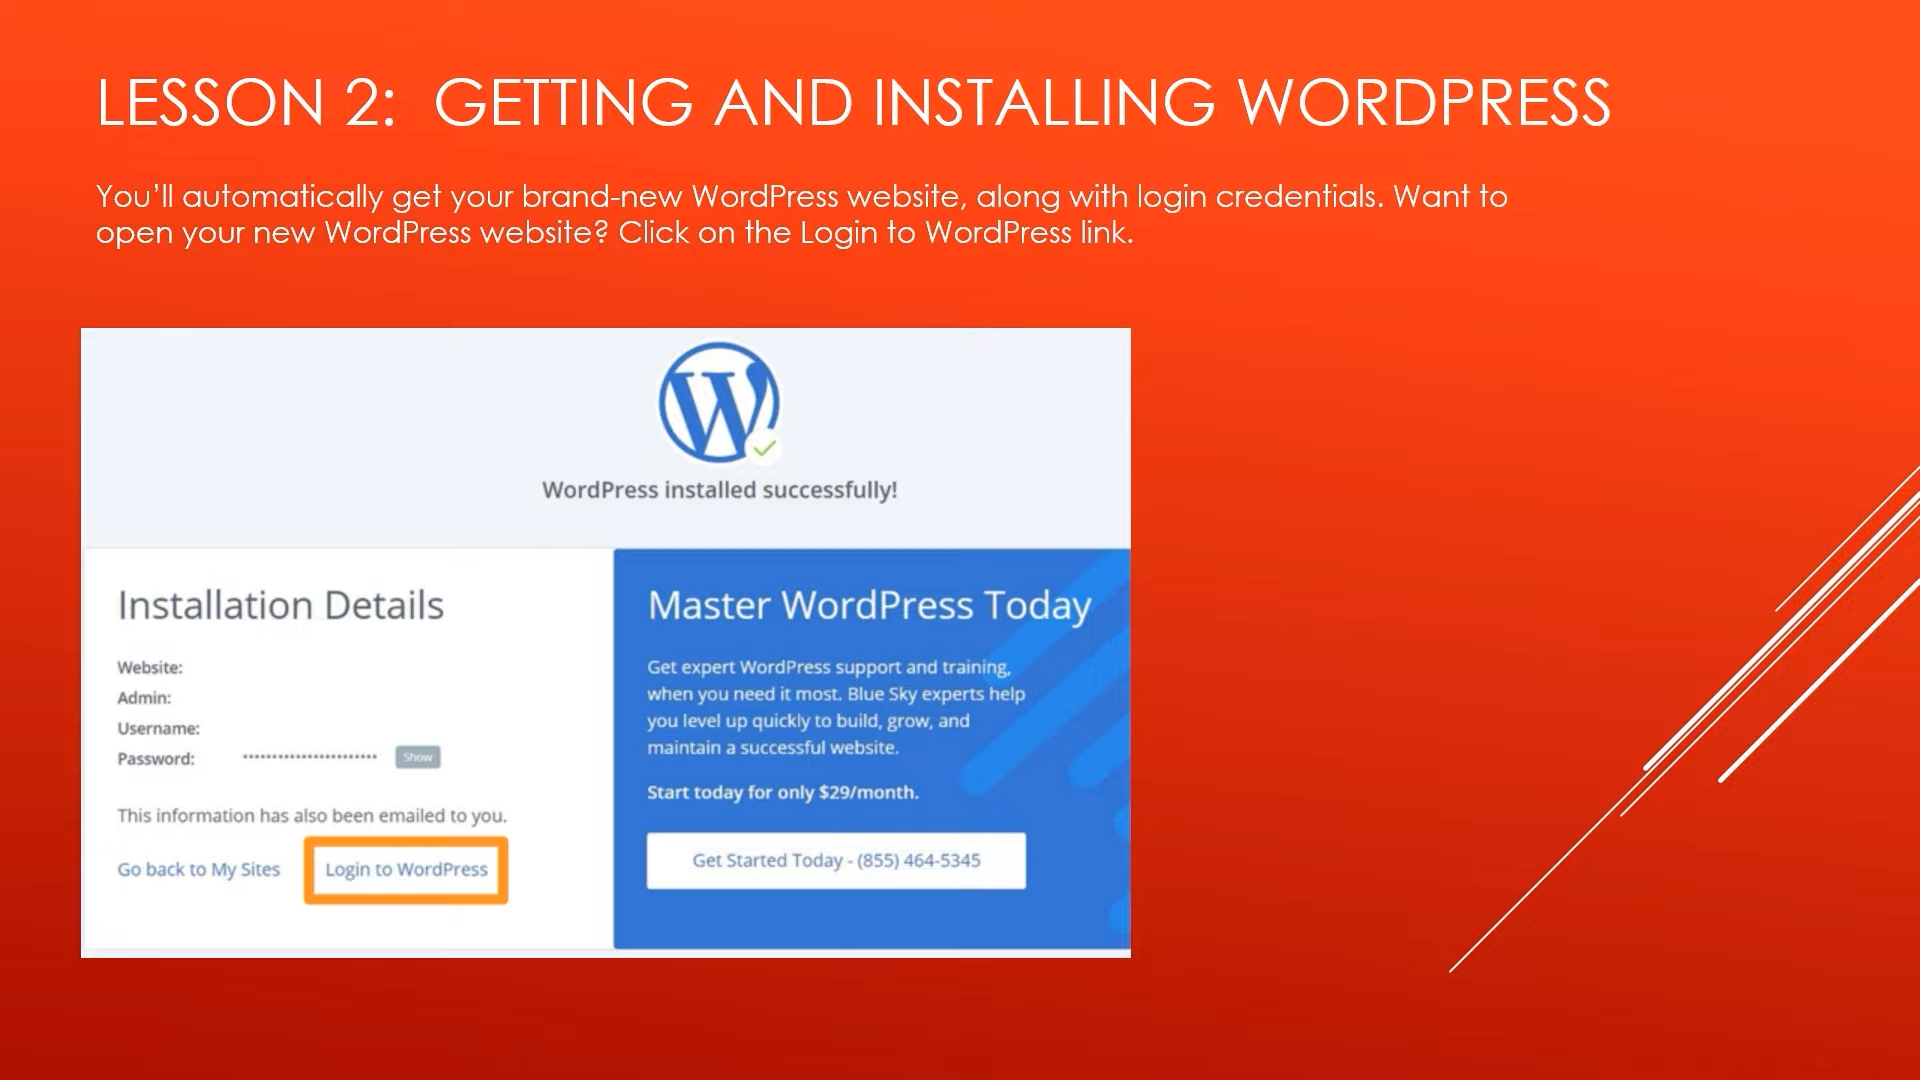 LESSON 2: GETTING AND INSTALLING WORDPRESS
You’ll automatically get your brand-new WordPress website, along with login credentials. Want to
open your new WordPress website? Click on the Login to WordPress link.
WordPress installed successfully!
Installation Details
Website:
Admin:
Username:
Password: ••••••••••••••••••••••• Show
This information has also been emailed to you.
Go back to My Sites Login to WordPress
Master WordPress Today
Get expert WordPress support and training,
when you need it most. Blue Sky experts help
you level up quickly to build, grow, and
maintain a successful website.
Start today for only $29/month.
Get Started Today - (855) 464-5345